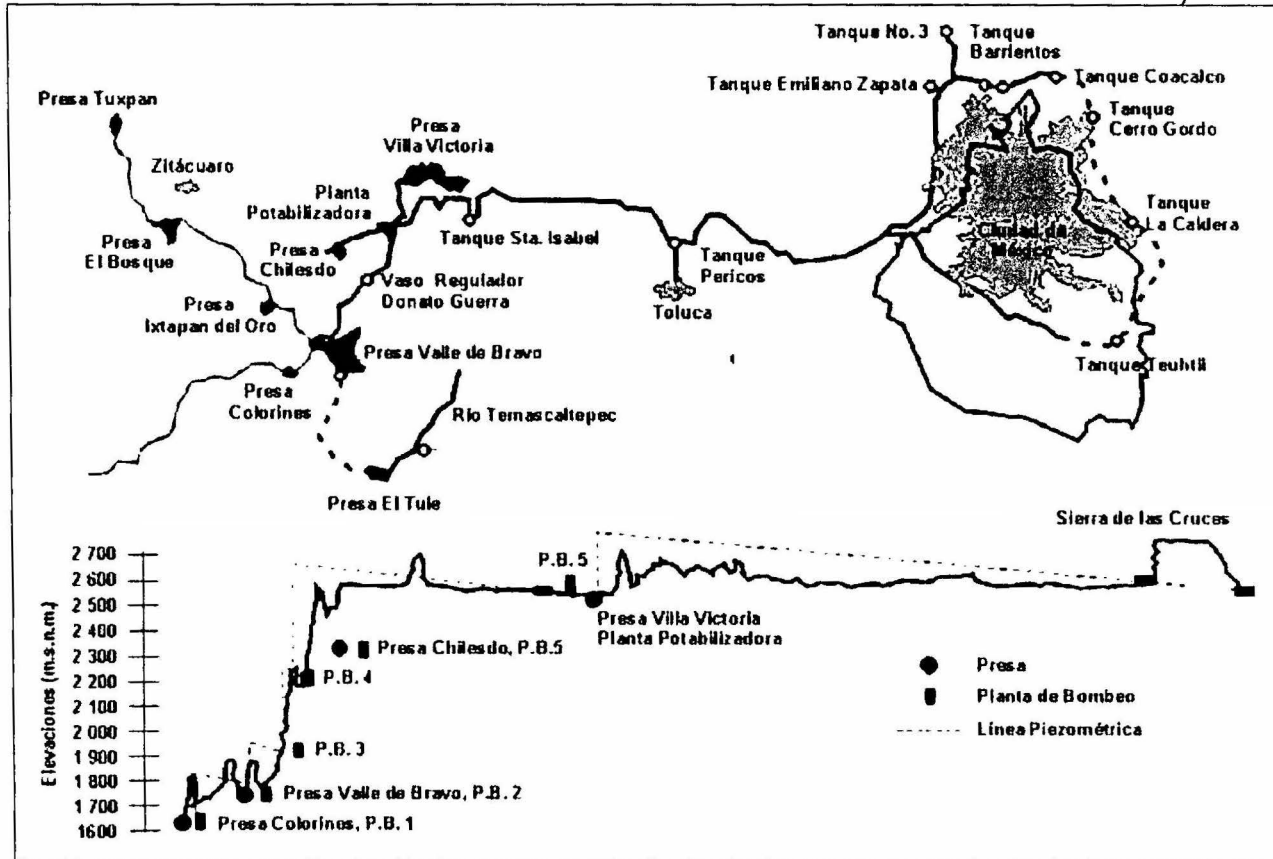 Tanque No. 3
Tanque
Barrientos
Presa Tuxpan
Presa
Villa Victoria
Tanque Emiliano Zapata
Tanque Coacalco
Tanque
Cerro Gordo
Zitácuaro
Planta
Potabilizadora
Presa
El Bosque
Presa
Chilesdo
Tanque Sta. Isabel
Tanque
Pericos
Ciudad de
México
Tanque
La Caldera
Vaso Regulador
Donato Guerra
Toluca
Presa
Ixtapan del Oro
Presa Valle de Bravo
Tanque Teuhtli
Presa
Colorines
Río Temascaltepec
Presa El Tule
Sierra de las Cruces
Elevaciones (m.s.n.m.)
2 700
2 600
2 500
2 400
2 300
2 200
2 100
2 000
1 900
1 800
1 700
1600
P.B. 5
Presa Villa Victoria
Planta Potabilizadora
Presa Chilesdo, P.B.5
P.B. 4
P.B. 3
Presa Valle de Bravo, P.B. 2
Presa Colorines, P.B. 1
Presa
Planta de Bombeo
Línea Piezométrica